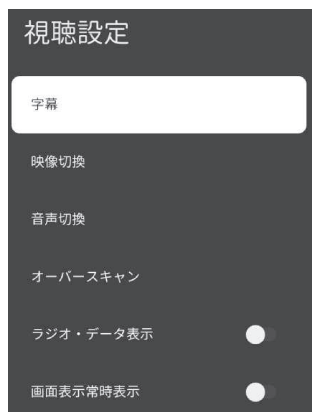 視聴設定
字幕
映像切換
音声切換
オーバースキャン
ラジオ・データ表示
画面表示常時表示